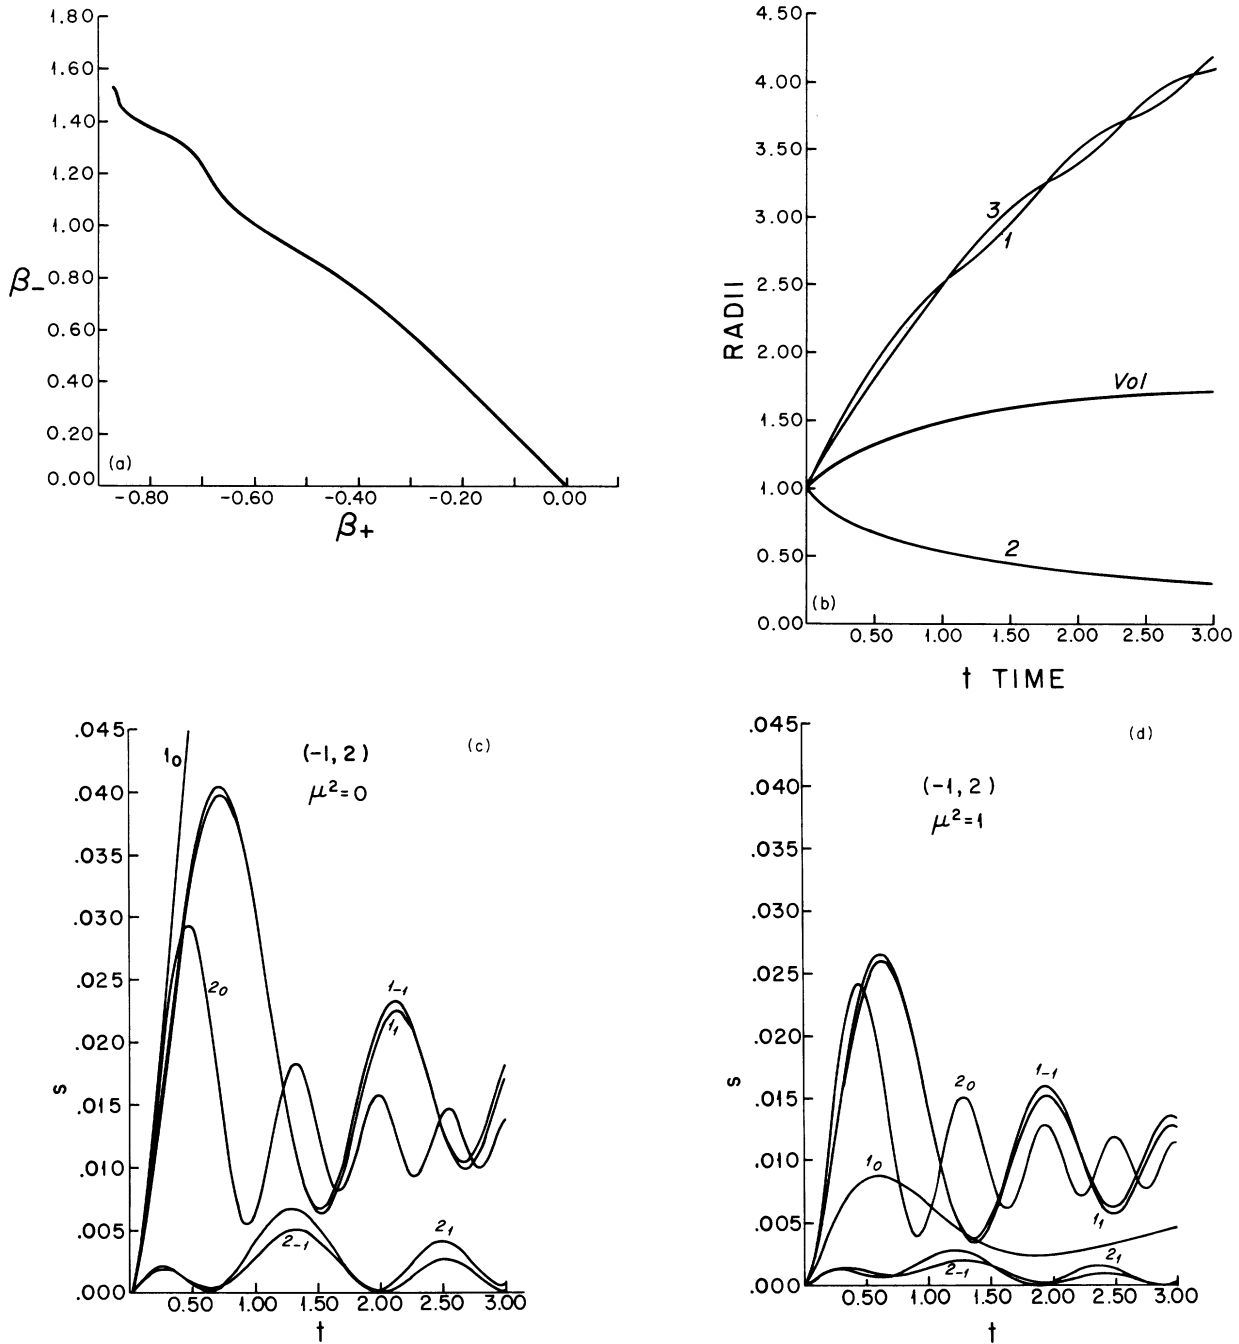 1.80
1.60
1.40
1.20
1.00
β₋ 0.80
0.60
0.40
0.20
0.00
(a)
-0.80 -0.60 -0.40 -0.20 0.00
β₊
4.50
4.00
3.50
3.00
2.50
2.00
1.50
1.00
0.50
0.00
RADII
3
1
Vol
2
(b)
0.50 1.00 1.50 2.00 2.50 3.00
t TIME
.045
.040
.035
.030
.025
.020
.015
.010
.005
.000
s
1₀
(-1, 2)
μ²=0
(c)
2₀
1₋₁
1₁
2₋₁
2₁
0.50 1.00 1.50 2.00 2.50 3.00
t
.045
.040
.035
.030
.025
.020
.015
.010
.005
.000
s
(d)
(-1, 2)
μ²=1
2₀
1₋₁
1₀
1₁
2₁
2₋₁
0.50 1.00 1.50 2.00 2.50 3.00
t